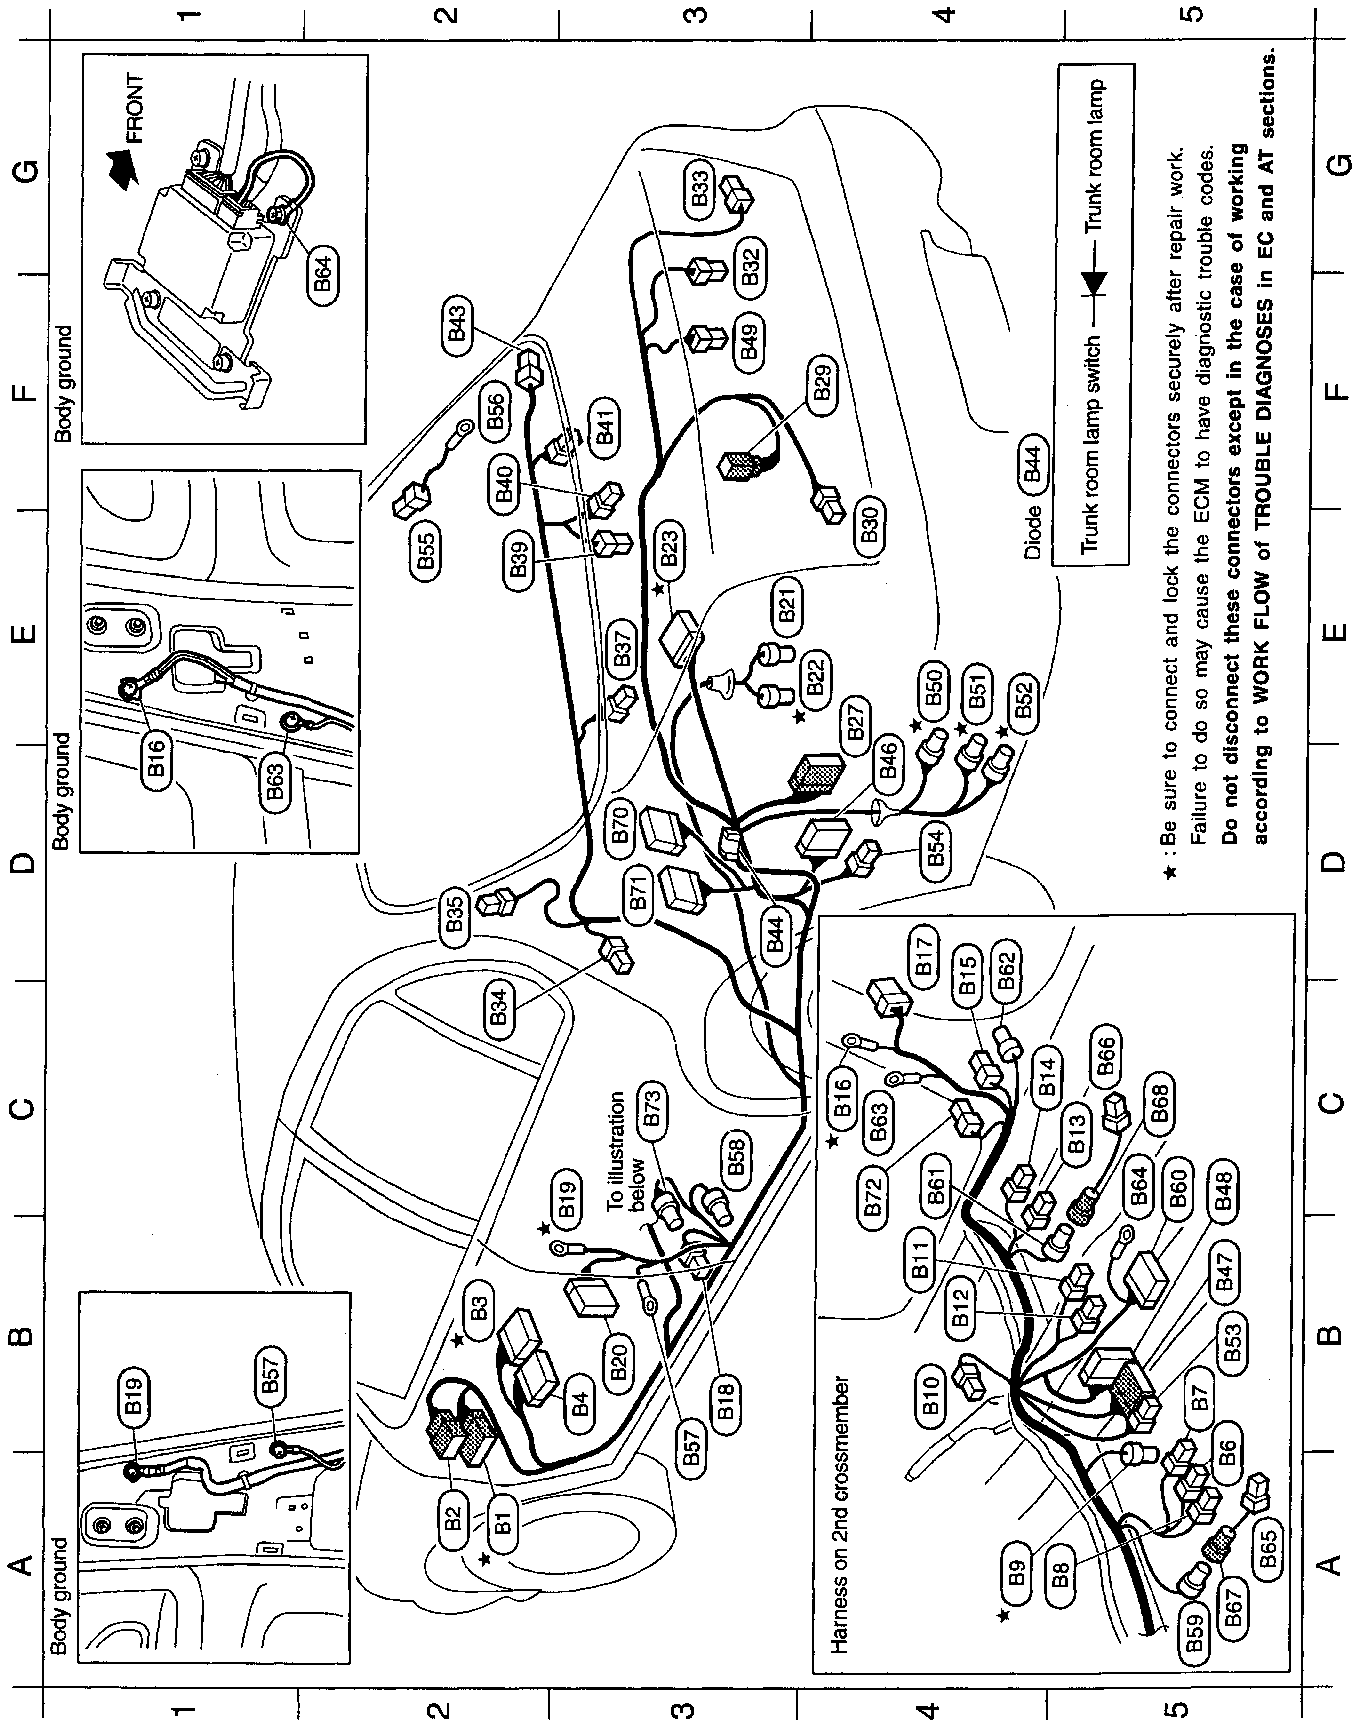 1
2
3
4
5
G
F
E
D
C
B
A
Body ground
FRONT
B64
Body ground
B16
B63
Body ground
B19
B57
B43
B56
B55
B40
B41
B39
B37
B35
B34
B33
B32
B49
B29
B30
★ B23
B21
★ B22
B27
B46
★ B50
★ B51
★ B52
B54
B70
B71
B44
B73
To illustration
below
B58
★ B19
★ B3
B4
B20
B18
B57
B2
★ B1
Diode B44
Trunk room lamp switch
Trunk room lamp
★ : Be sure to connect and lock the connectors securely after repair work.
Failure to do so may cause the ECM to have diagnostic trouble codes.
Do not disconnect these connectors except in the case of working
according to WORK FLOW of TROUBLE DIAGNOSES in EC and AT sections.
Harness on 2nd crossmember
B17
B15
B62
★ B16
B63
B14
B66
B72
B61
B13
B68
B64
B60
B48
B11
B12
B47
B10
B53
B7
B6
★ B9
B8
B65
B67
B59
G
F
E
D
C
B
A
1
2
3
4
5